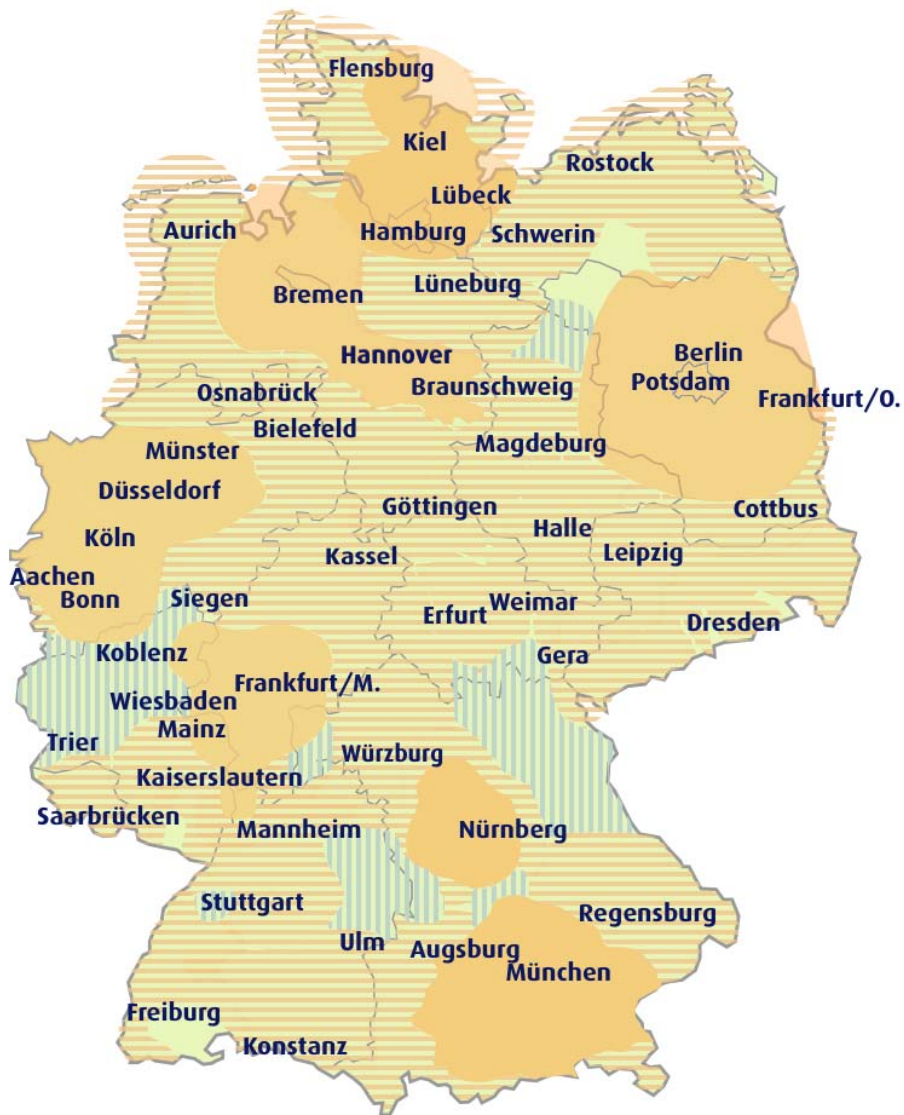 Flensburg
Kiel
Rostock
Lübeck
Aurich
Hamburg
Schwerin
Lüneburg
Bremen
Hannover
Berlin
Braunschweig
Potsdam
Osnabrück
Frankfurt/O.
Bielefeld
Münster
Magdeburg
Düsseldorf
Göttingen
Cottbus
Halle
Köln
Kassel
Leipzig
Aachen
Bonn
Siegen
Erfurt
Weimar
Dresden
Koblenz
Gera
Frankfurt/M.
Wiesbaden
Mainz
Trier
Würzburg
Kaiserslautern
Saarbrücken
Mannheim
Nürnberg
Stuttgart
Regensburg
Ulm
Augsburg
München
Freiburg
Konstanz